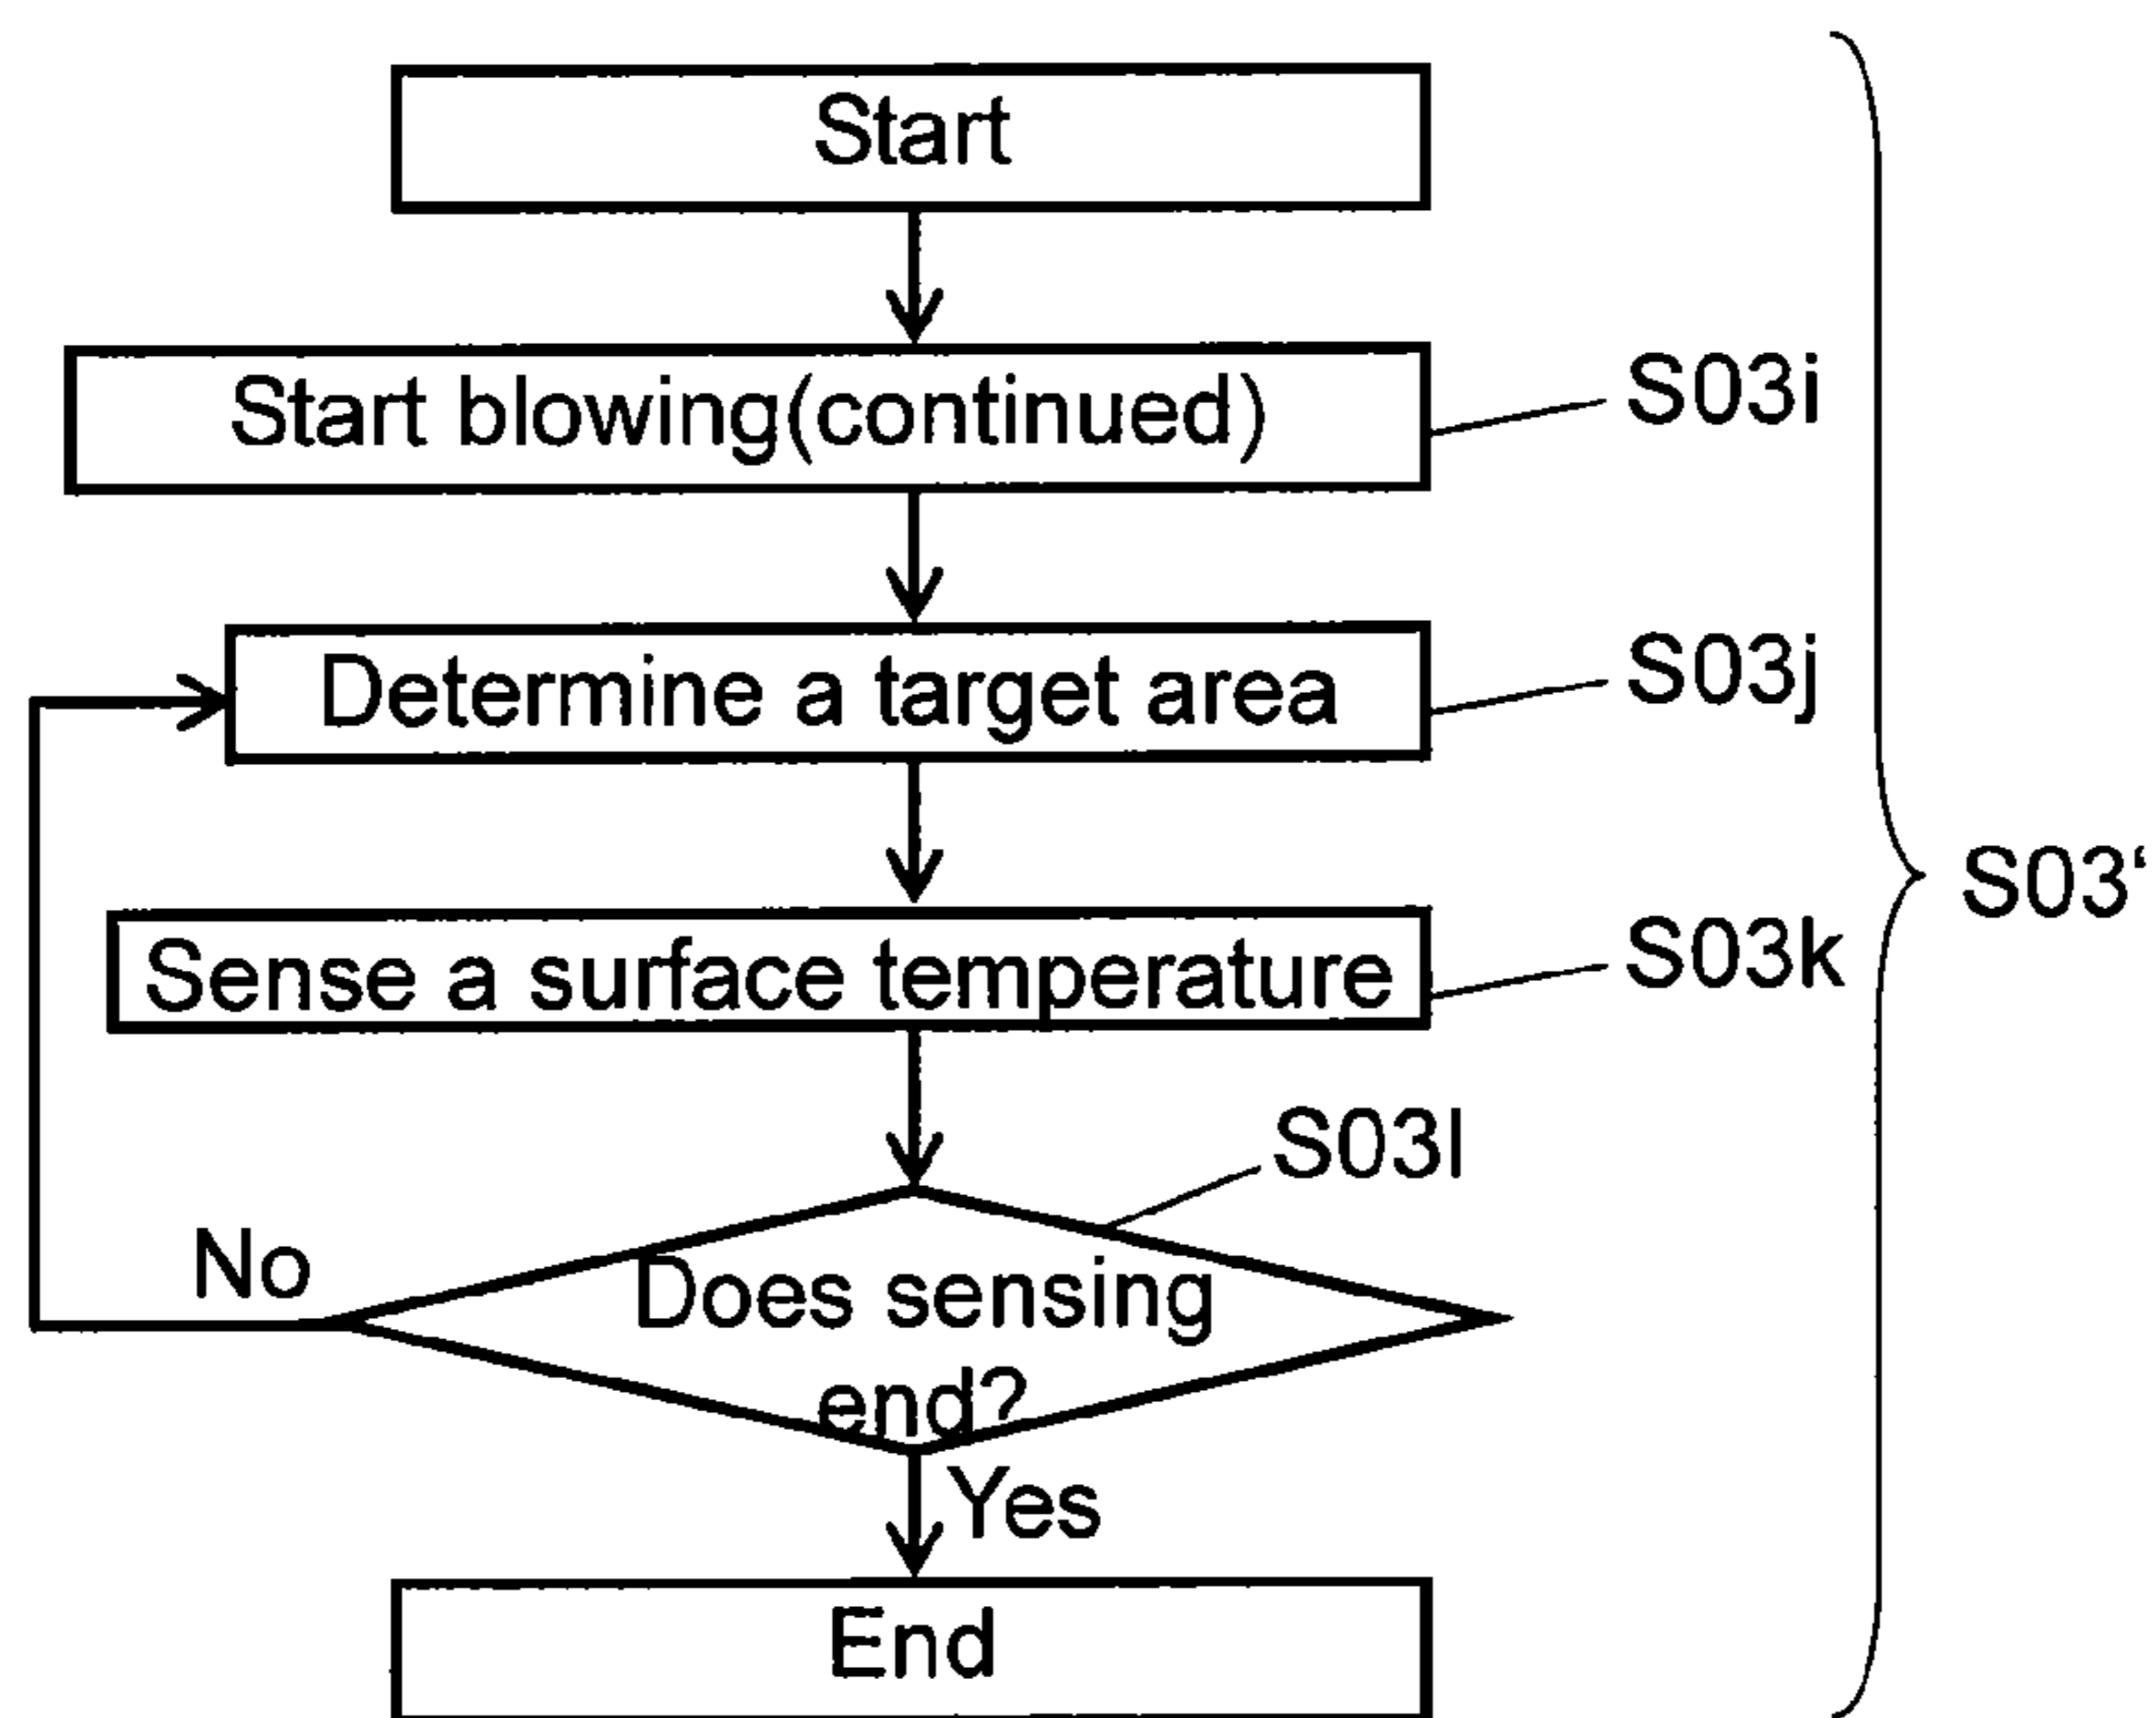 Start
Start blowing(continued)
S03i
Determine a target area
S03j
S03‘
Sense a surface temperature
S03k
S03l
No
Does sensing
end?
Yes
End